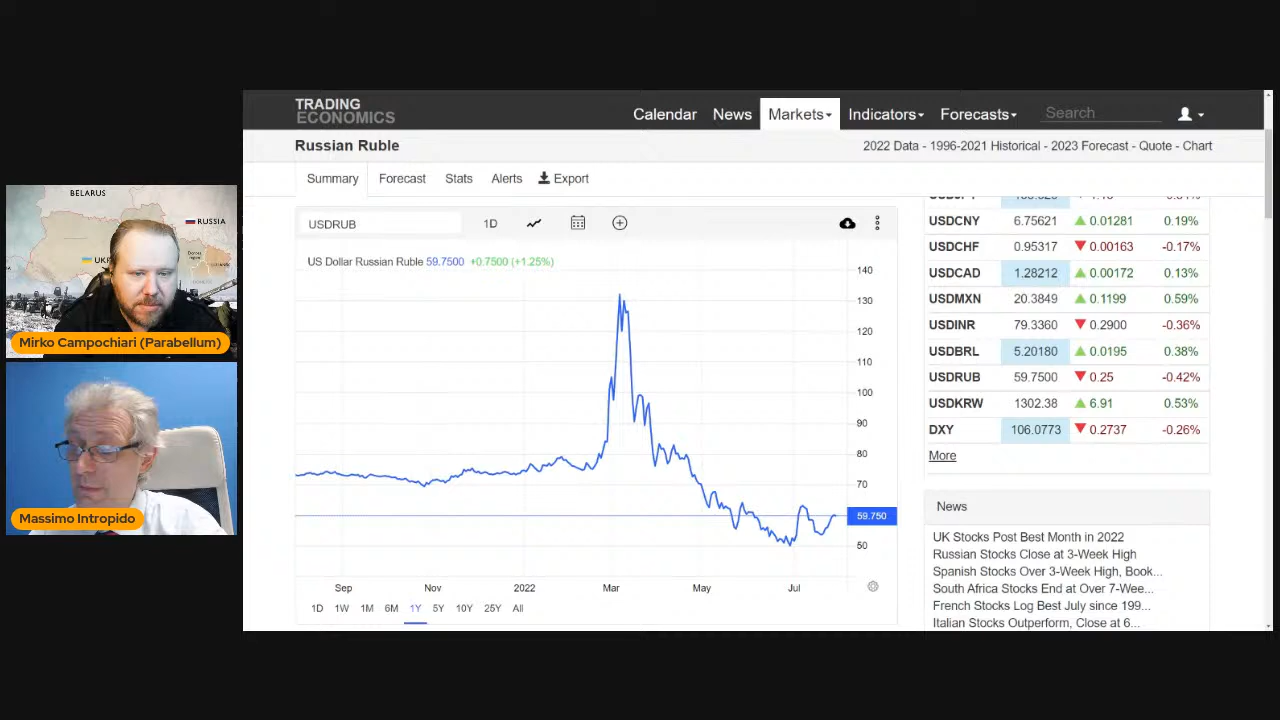 BELARUS
RUSSIA
Mirko Campochiari (Parabellum)
Massimo Intropido
TRADING
ECONOMICS
Calendar News Markets Indicators Forecasts Search
Russian Ruble
2022 Data - 1996-2021 Historical - 2023 Forecast - Quote - Chart
Summary Forecast Stats Alerts Export
USDRUB 1D
US Dollar Russian Ruble 59.7500 +0.7500 (+1.25%)
140
130
120
110
100
90
80
70
59.750
50
Sep Nov 2022 Mar May Jul
1D 1W 1M 6M 1Y 5Y 10Y 25Y All
USDCNY 6.75621 0.01281 0.19%
USDCHF 0.95317 0.00163 -0.17%
USDCAD 1.28212 0.00172 0.13%
USDMXN 20.3849 0.1199 0.59%
USDINR 79.3360 0.2900 -0.36%
USDBRL 5.20180 0.0195 0.38%
USDRUB 59.7500 0.25 -0.42%
USDKRW 1302.38 6.91 0.53%
DXY 106.0773 0.2737 -0.26%
More
News
UK Stocks Post Best Month in 2022
Russian Stocks Close at 3-Week High
Spanish Stocks Over 3-Week High, Book...
South Africa Stocks End at Over 7-Wee...
French Stocks Log Best July since 199...
Italian Stocks Outperform, Close at 6...